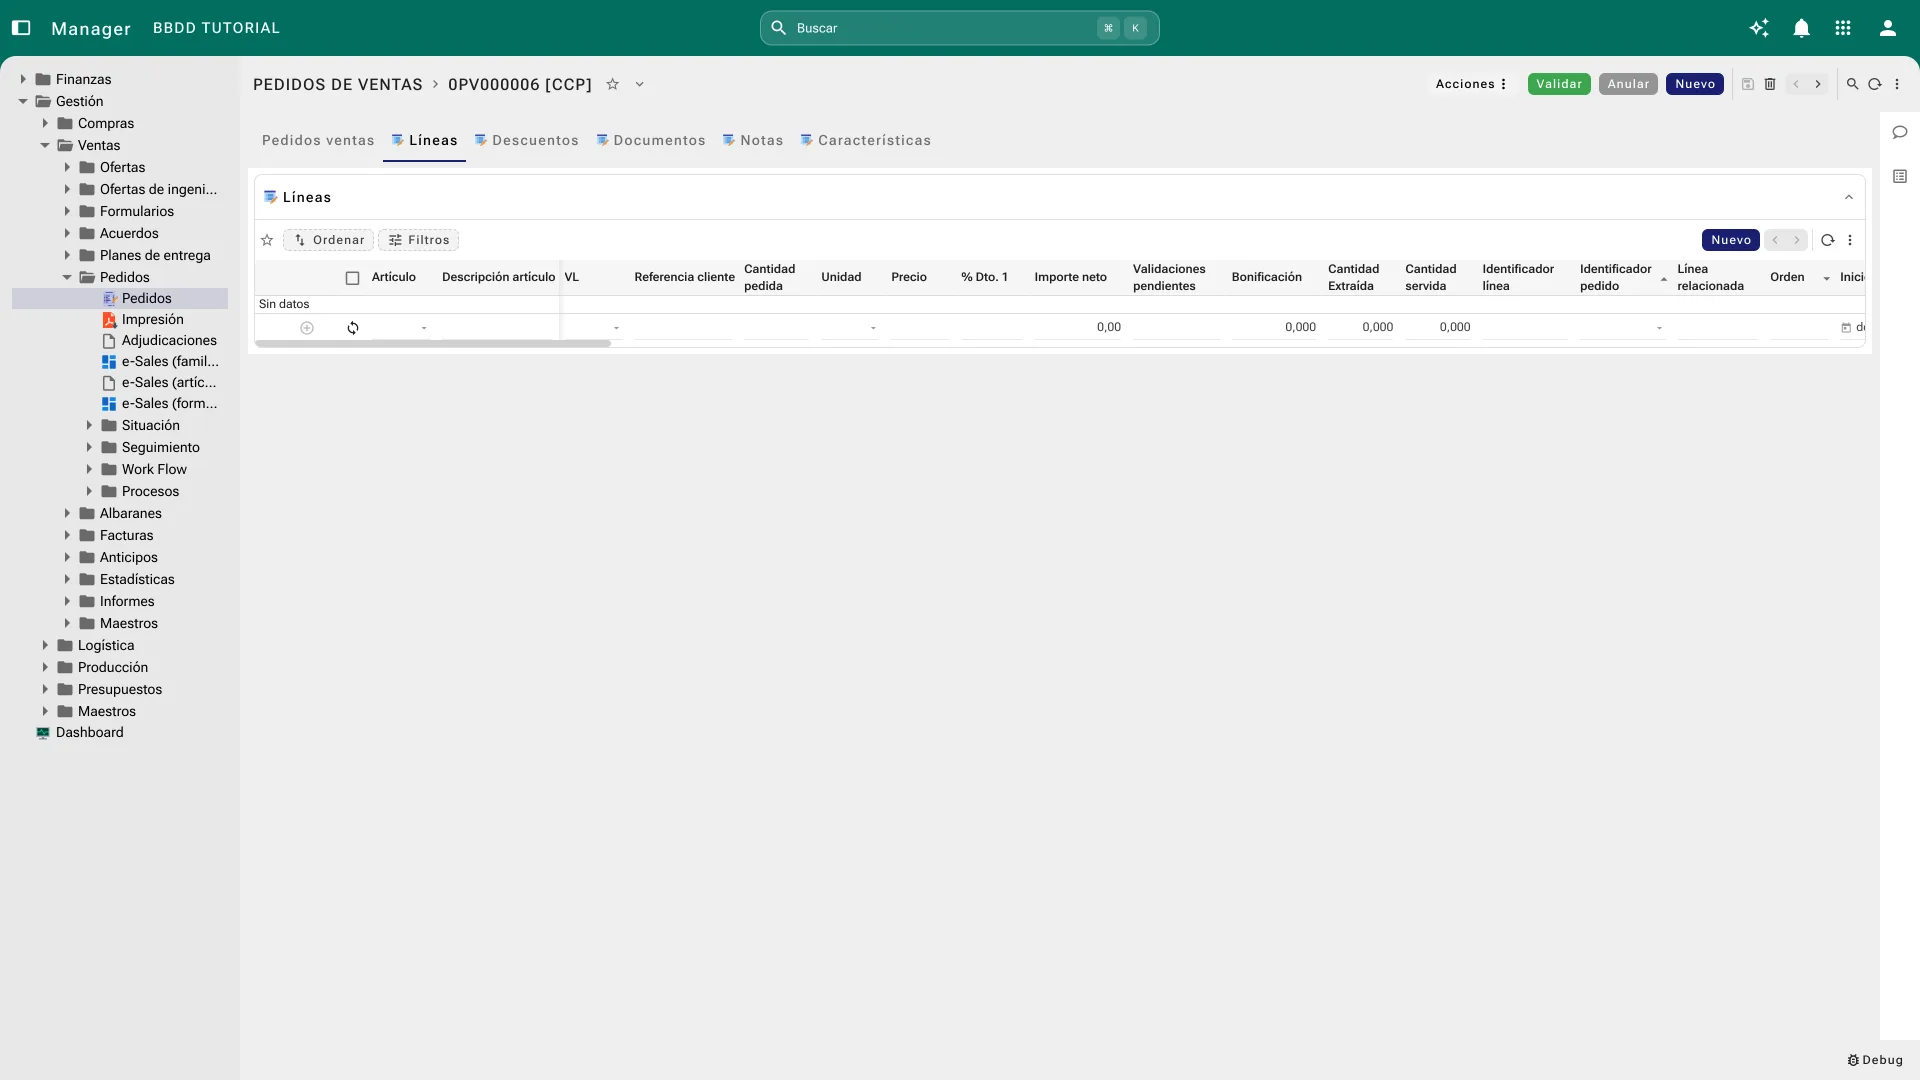 Manager
BBDD TUTORIAL
Buscar
⌘ K
Finanzas
Gestión
Compras
Ventas
Ofertas
Ofertas de ingeni...
Formularios
Acuerdos
Planes de entrega
Pedidos
Pedidos
Impresión
Adjudicaciones
e-Sales (famil...
e-Sales (artíc...
e-Sales (form...
Situación
Seguimiento
Work Flow
Procesos
Albaranes
Facturas
Anticipos
Estadísticas
Informes
Maestros
Logística
Producción
Presupuestos
Maestros
Dashboard
PEDIDOS DE VENTAS > 0PV000006 [CCP]
Acciones
Validar
Anular
Nuevo
Pedidos ventas
Líneas
Descuentos
Documentos
Notas
Características
Líneas
Ordenar
Filtros
Nuevo
Artículo
Descripción artículo
VL
Referencia cliente
Cantidad pedida
Unidad
Precio
% Dto. 1
Importe neto
Validaciones pendientes
Bonificación
Cantidad Extraída
Cantidad servida
Identificador línea
Identificador pedido
Línea relacionada
Orden
Inici
Sin datos
0,00
0,000
0,000
0,000
de
Debug